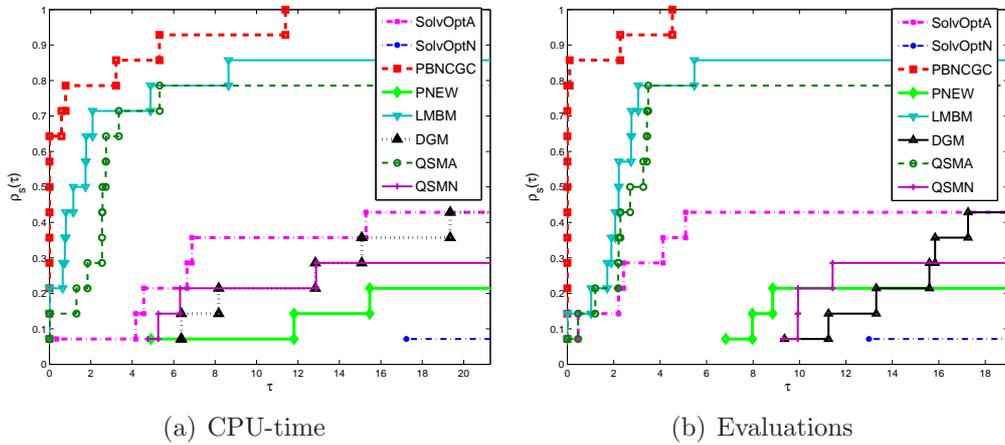 1
0.9
0.8
0.7
0.6
0.5
0.4
0.3
0.2
0.1
0
ρs(τ)
0 2 4 6 8 10 12 14 16 18 20
τ
SolvOptA
SolvOptN
PBNCGC
PNEW
LMBM
DGM
QSMA
QSMN
(a) CPU-time
1
0.9
0.8
0.7
0.6
0.5
0.4
0.3
0.2
0.1
0
ρs(τ)
0 2 4 6 8 10 12 14 16 18
τ
SolvOptA
SolvOptN
PBNCGC
PNEW
LMBM
DGM
QSMA
QSMN
(b) Evaluations